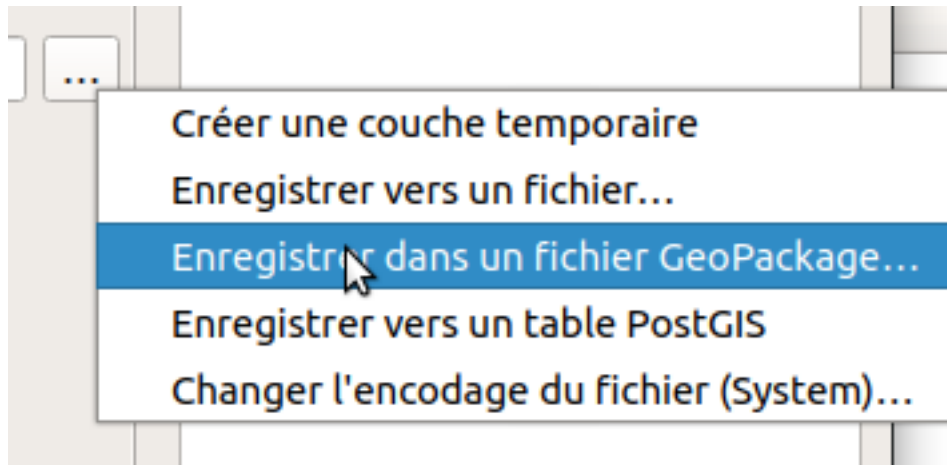 ...
Créer une couche temporaire
Enregistrer vers un fichier...
Enregistrer dans un fichier GeoPackage...
Enregistrer vers un table PostGIS
Changer l'encodage du fichier (System)...